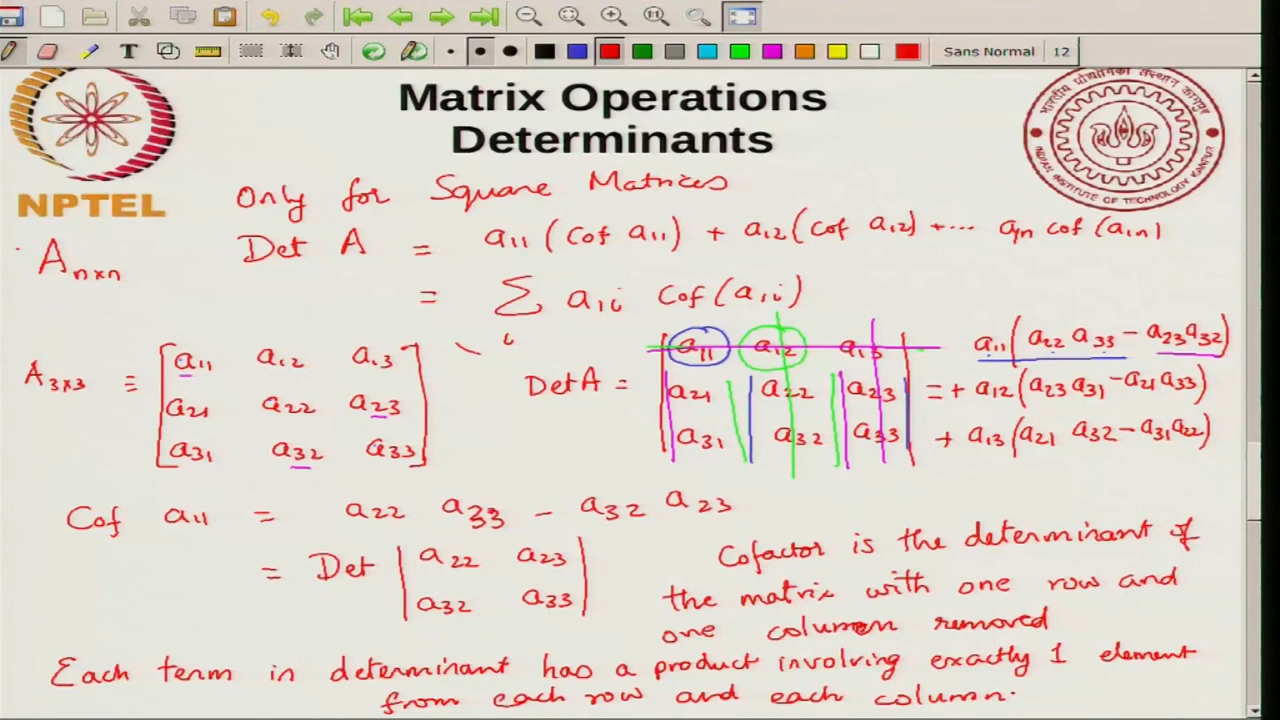 Sans Normal 12
Matrix Operations
Determinants
NPTEL
Only for Square Matrices
A n×n
Det A = a11 (Cof a11) + a12 (Cof a12) + ... a1n cof (a1n)
= Σ i a1i Cof (a1i)
A3×3 ≡ [ a11 a12 a13
a21 a22 a23
a31 a32 a33 ]
Det A = | a11 a12 a13
a21 a22 a23
a31 a32 a33 |
a11 (a22 a33 - a23 a32)
= + a12 (a23 a31 - a21 a33)
+ a13 (a21 a32 - a31 a22)
Cof a11 = a22 a33 - a32 a23
= Det | a22 a23
a32 a33 |
Cofactor is the determinant of
the matrix with one row and
one column removed
Each term in determinant has a product involving exactly 1 element
from each row and each column.